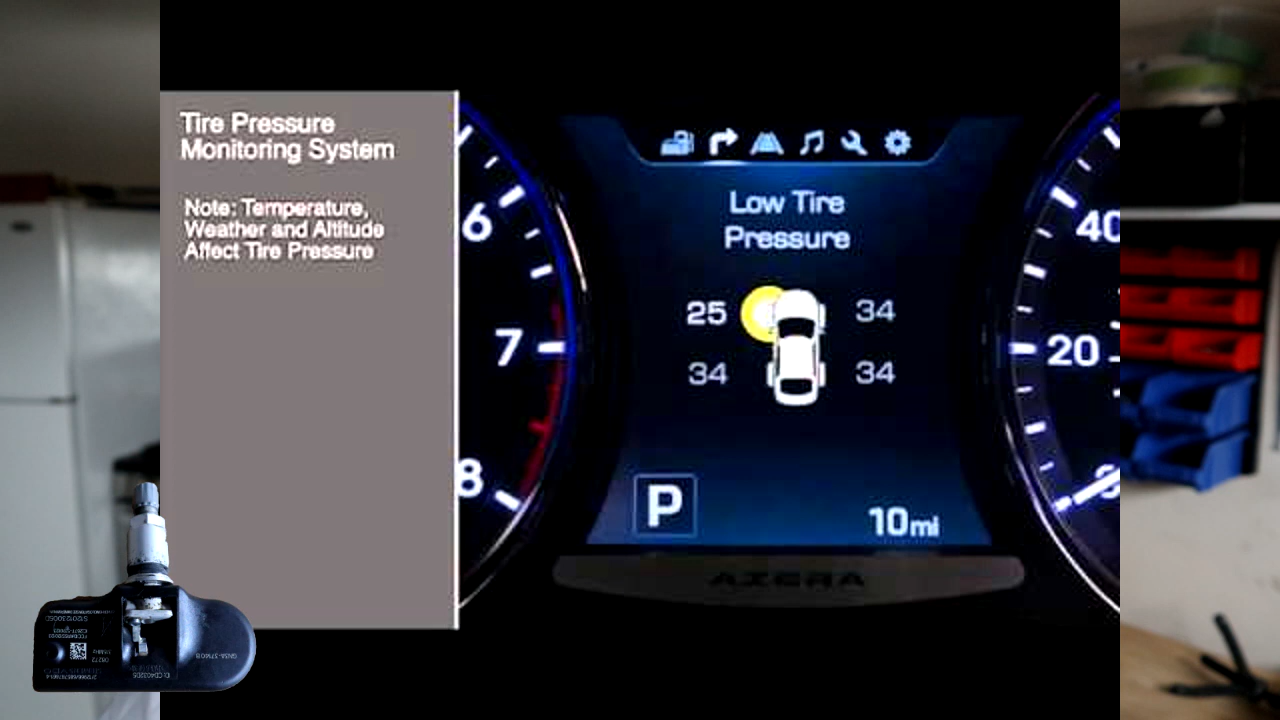 Tire Pressure
Monitoring System
Note: Temperature,
Weather and Altitude
Affect Tire Pressure
Low Tire
Pressure
25 34
34 34
6
7
8
40
20
P
10mi
AZERA